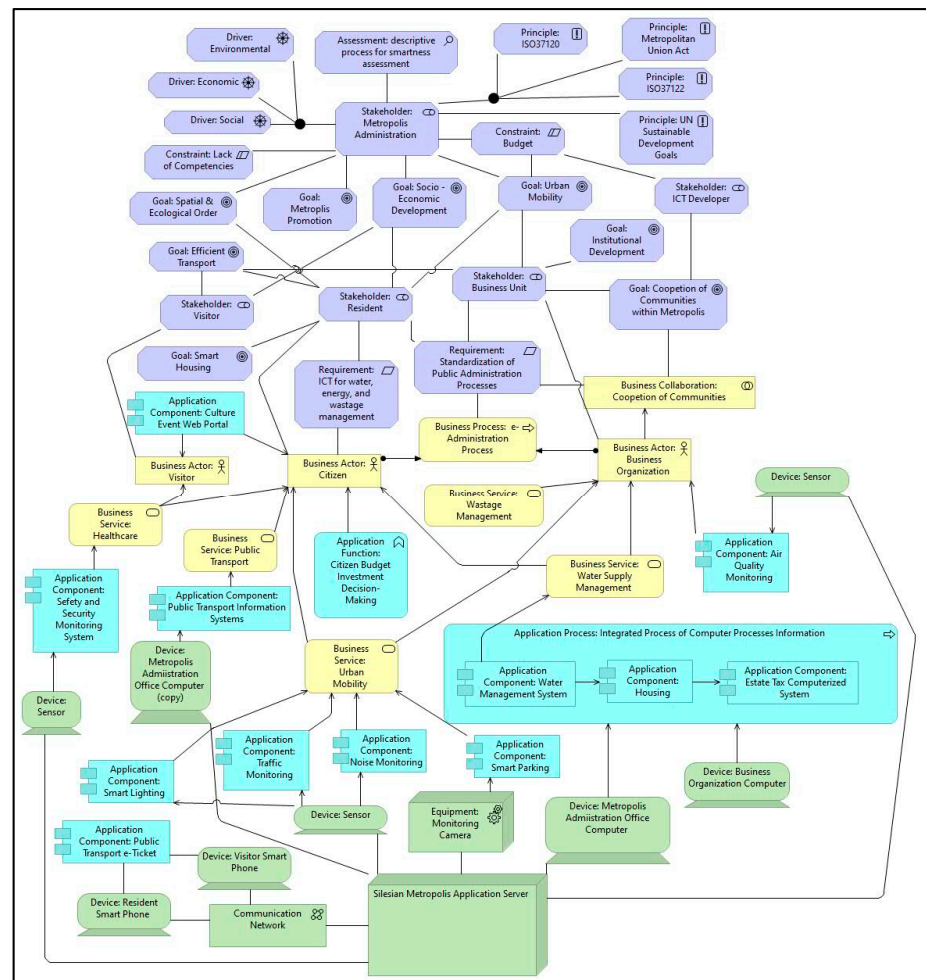 Driver:
Environmental
Assessment: descriptive
process for smartness
assessment
Principle:
ISO37120
Principle:
Metropolitan
Union Act
Driver: Economic
Principle:
ISO37122
Driver: Social
Stakeholder:
Metropolis
Administration
Constraint:
Budget
Principle: UN
Sustainable
Development
Goals
Constraint: Lack
of Competencies
Goal: Spatial &
Ecological Order
Goal:
Metroplis
Promotion
Goal: Socio -
Economic
Development
Goal: Urban
Mobility
Stakeholder:
ICT Developer
Goal:
Institutional
Development
Goal: Efficient
Transport
Stakeholder:
Visitor
Stakeholder:
Resident
Stakeholder:
Business Unit
Goal: Coopetion of
Communities
within Metropolis
Goal: Smart
Housing
Requirement:
ICT for water,
energy, and
wastage
management
Requirement:
Standardization of
Public Administration
Processes
Business Collaboration:
Coopetion of Communities
Application
Component: Culture
Event Web Portal
Business Process: e-
Administration
Process
Business Actor:
Visitor
Business Actor:
Citizen
Business Actor:
Business
Organization
Device: Sensor
Business
Service:
Healthcare
Business
Service: Public
Transport
Application
Function:
Citizen Budget
Investment
Decision-
Making
Business Service:
Wastage
Management
Business Service:
Water Supply
Management
Application
Component: Air
Quality
Monitoring
Application
Component:
Safety and
Security
Monitoring
System
Application
Component:
Public Transport Information
Systems
Device:
Metropolis
Admiistration
Office Computer
(copy)
Business
Service:
Urban
Mobility
Application Process: Integrated Process of Computer Processes Information
Application
Component: Water
Management System
Application
Component:
Housing
Application
Component:
Estate Tax Computerized
System
Device:
Sensor
Application
Component:
Smart Lighting
Application
Component:
Traffic
Monitoring
Application
Component:
Noise Monitoring
Application
Component:
Smart Parking
Device: Business
Organization Computer
Device: Sensor
Equipment:
Monitoring
Camera
Device: Metropolis
Admiistration Office
Computer
Application
Component: Public
Transport e-Ticket
Device: Visitor Smart
Phone
Device: Resident
Smart Phone
Communication
Network
Silesian Metropolis Application Server